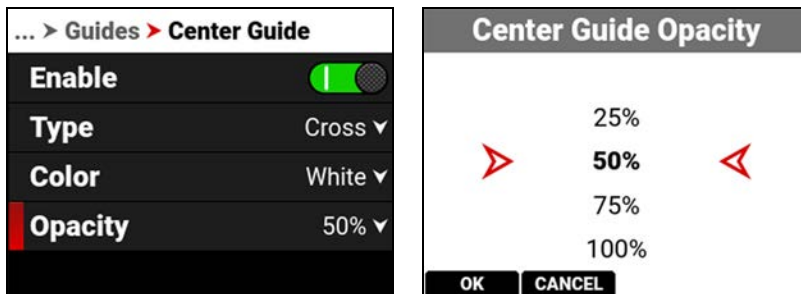 ... > Guides > Center Guide
Enable
Type Cross
Color White
Opacity 50%
Center Guide Opacity
25%
50%
75%
100%
OK CANCEL